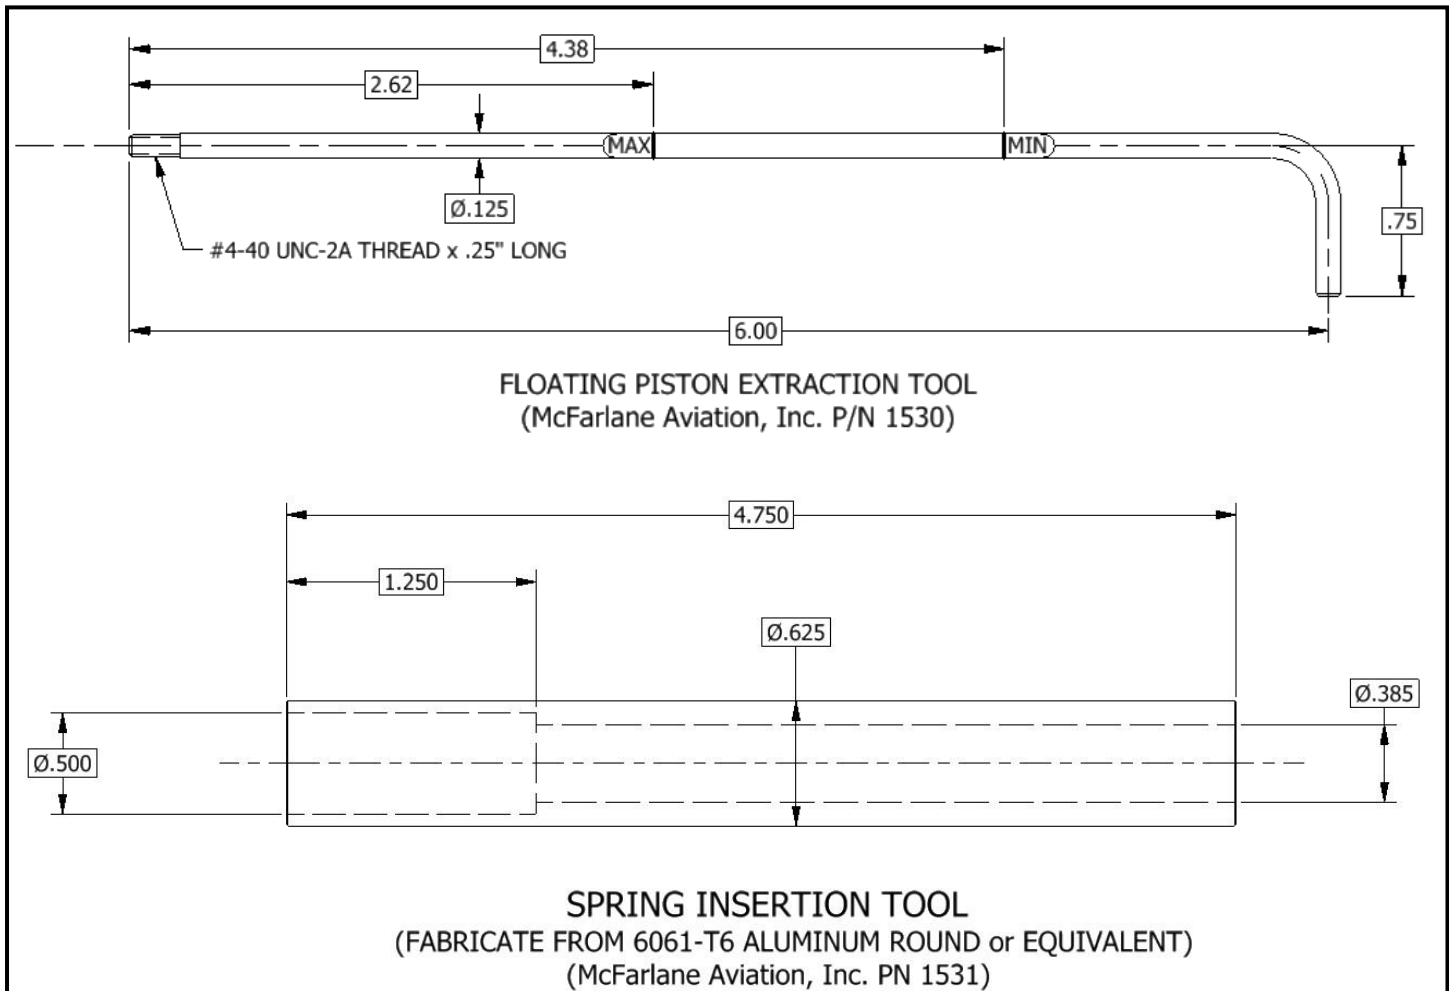 4.38
2.62
MAX
MIN
Ø.125
.75
#4-40 UNC-2A THREAD x .25" LONG
6.00
FLOATING PISTON EXTRACTION TOOL
(McFarlane Aviation, Inc. P/N 1530)
4.750
1.250
Ø.625
Ø.385
Ø.500
SPRING INSERTION TOOL
(FABRICATE FROM 6061-T6 ALUMINUM ROUND or EQUIVALENT)
(McFarlane Aviation, Inc. PN 1531)